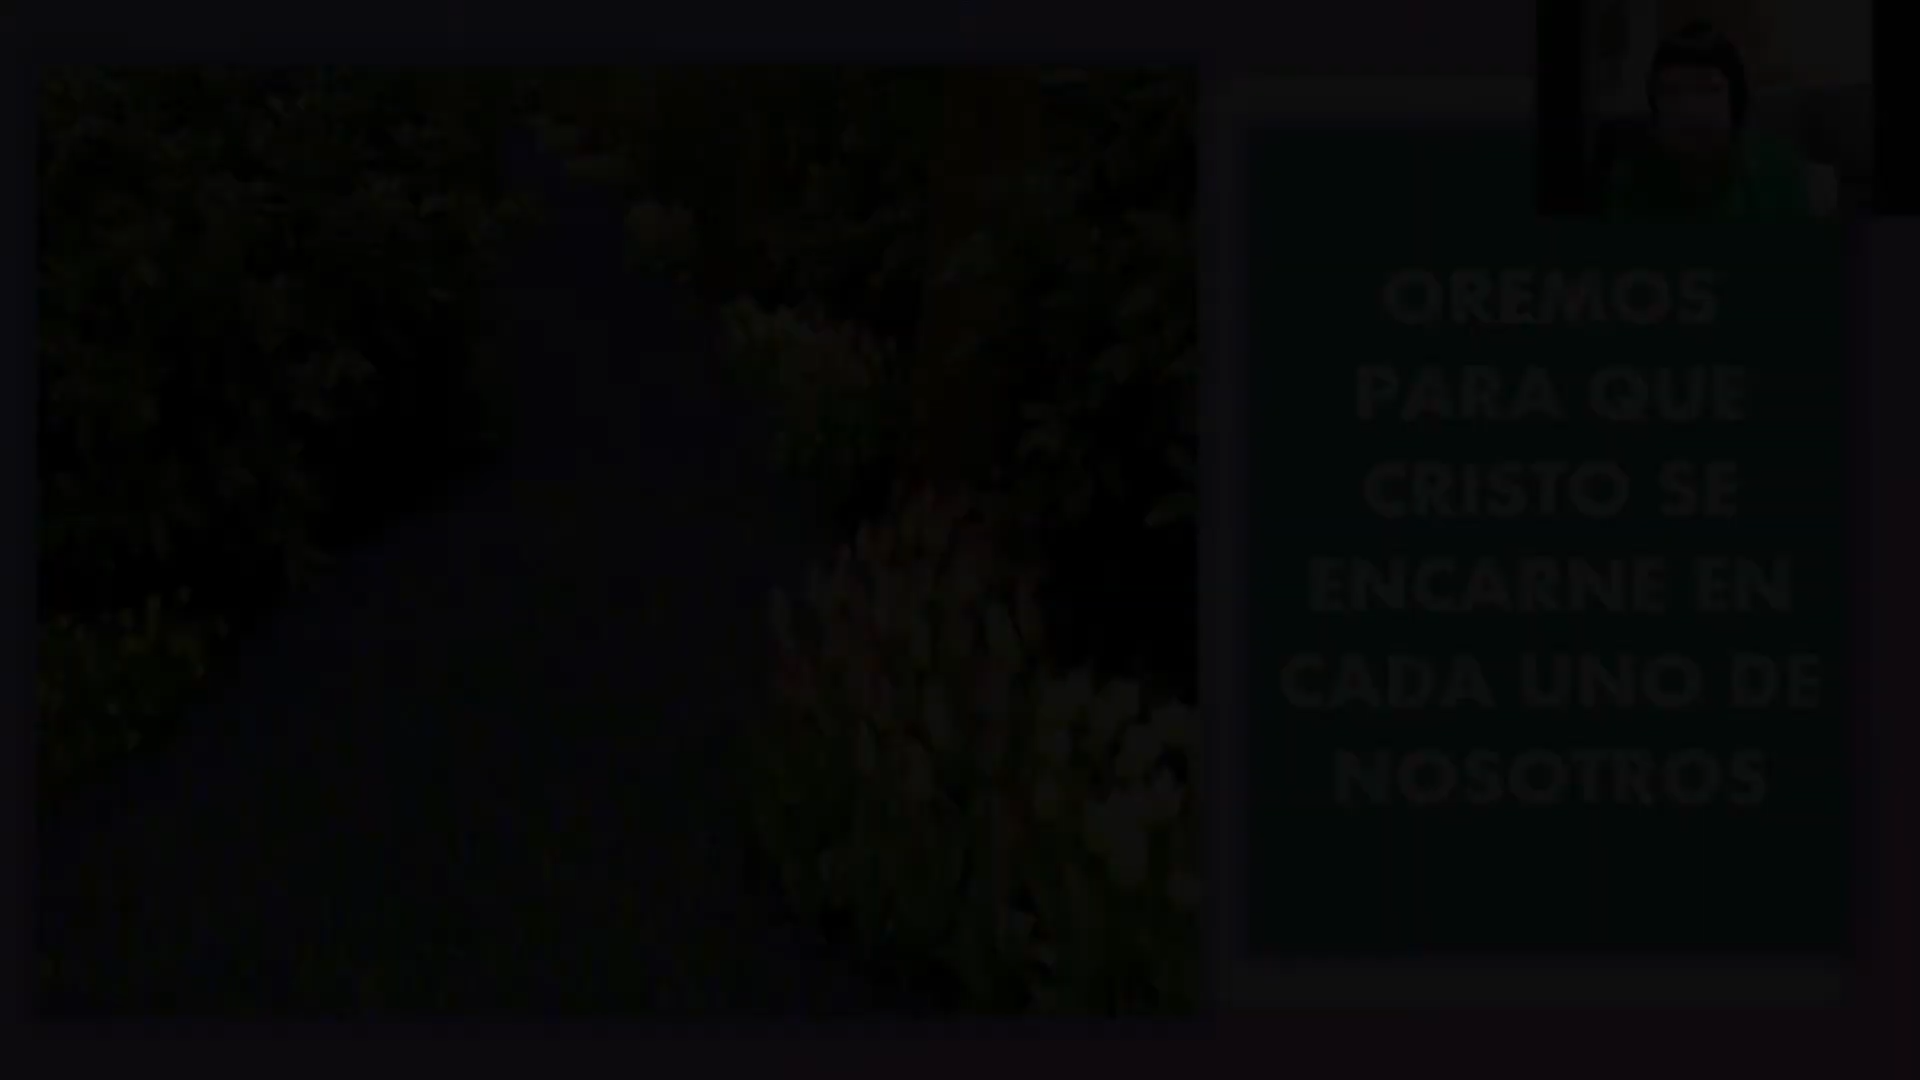 OREMOS
PARA QUE
CRISTO SE
ENCARNE EN
CADA UNO DE
NOSOTROS